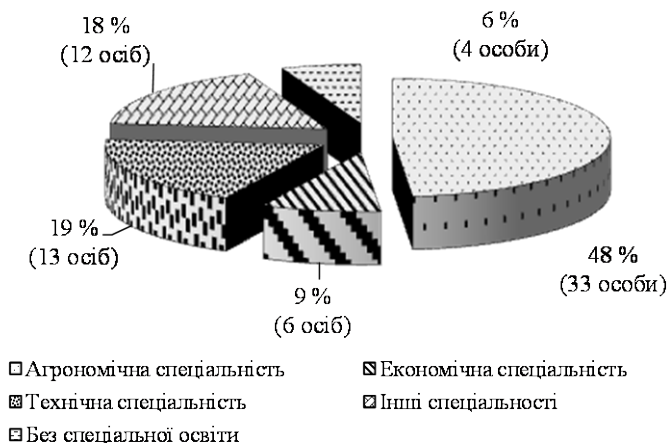 18 %
(12 осіб)
6 %
(4 особи)
19 %
(13 осіб)
9 %
(6 осіб)
48 %
(33 особи)
Агрономічна спеціальність
Економічна спеціальність
Технічна спеціальність
Інші спеціальності
Без спеціальної освіти